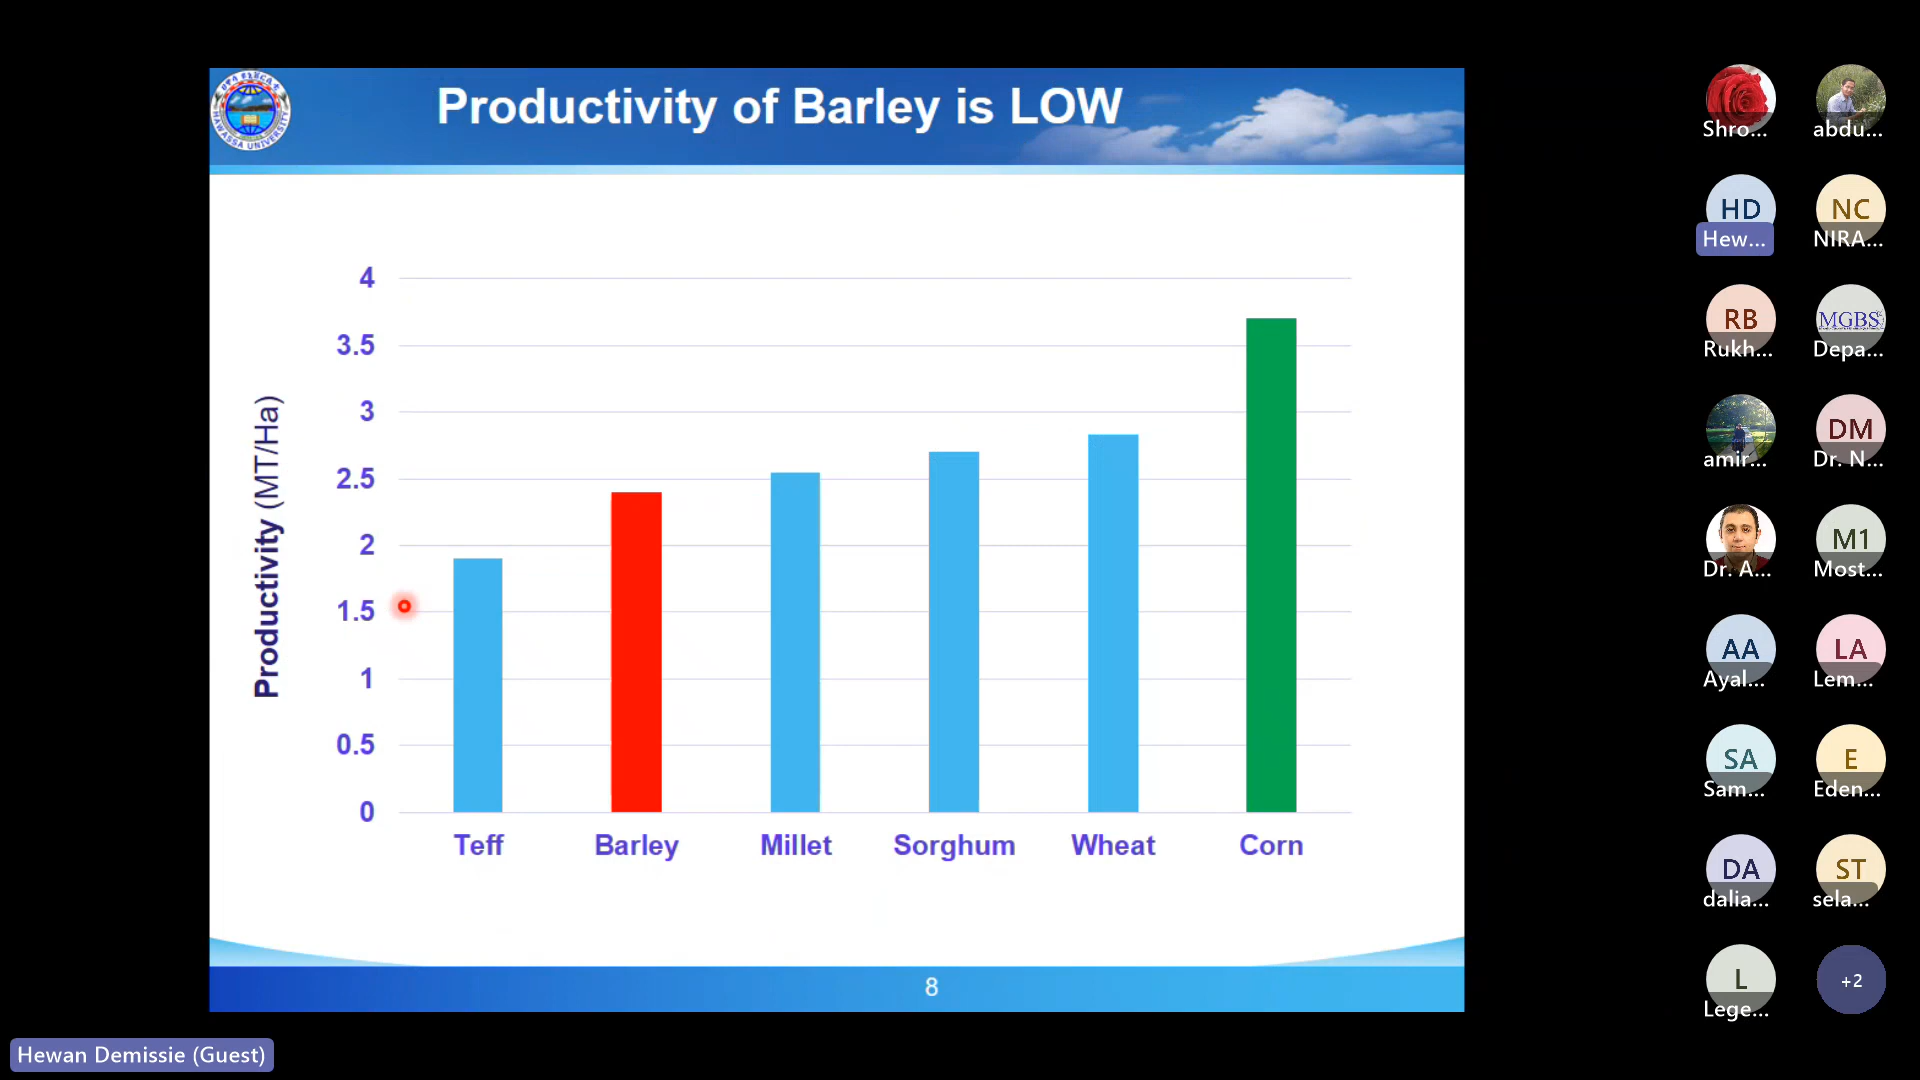 Productivity of Barley is LOW
HAWASSA UNIVERSITY
Productivity (MT/Ha)
4
3.5
3
2.5
2
1.5
1
0.5
0
Teff Barley Millet Sorghum Wheat Corn
8
Hewan Demissie (Guest)
Shro... abdu...
HD NC
Hew... NIRA...
RB MGBS
Rukh... Depa...
DM
amir... Dr. N...
M1
Dr. A... Most...
AA LA
Ayal... Lem...
SA E
Sam... Eden...
DA ST
dalia... sela...
L +2
Lege...